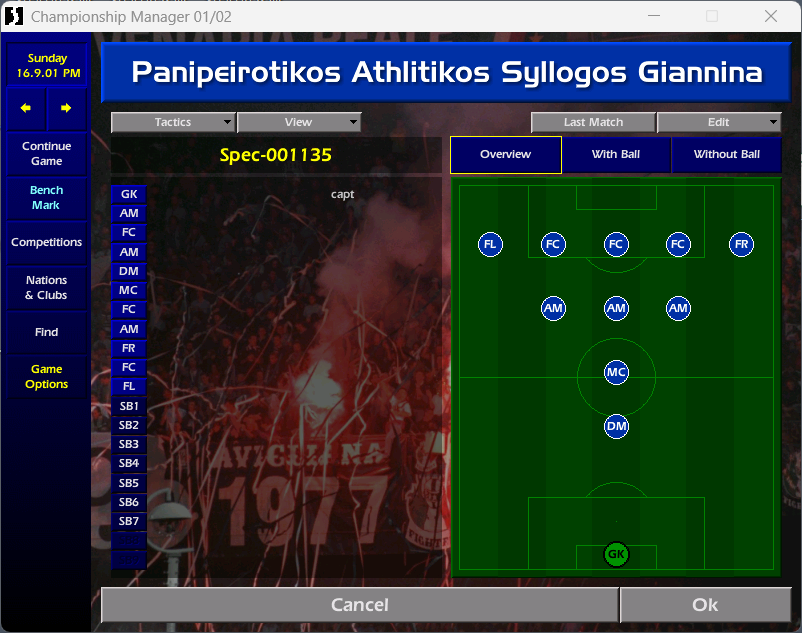 Championship Manager 01/02
Sunday
16.9.01 PM
Continue
Game
Bench
Mark
Competitions
Nations
& Clubs
Find
Game
Options
Panipeirotikos Athlitikos Syllogos Giannina
Tactics View Last Match Edit
Spec-001135
Overview With Ball Without Ball
GK capt
AM
FC
AM
DM
MC
FC
AM
FR
FC
FL
SB1
SB2
SB3
SB4
SB5
SB6
SB7
FL FC FC FC FR
AM AM AM
MC
DM
GK
1977
Cancel Ok